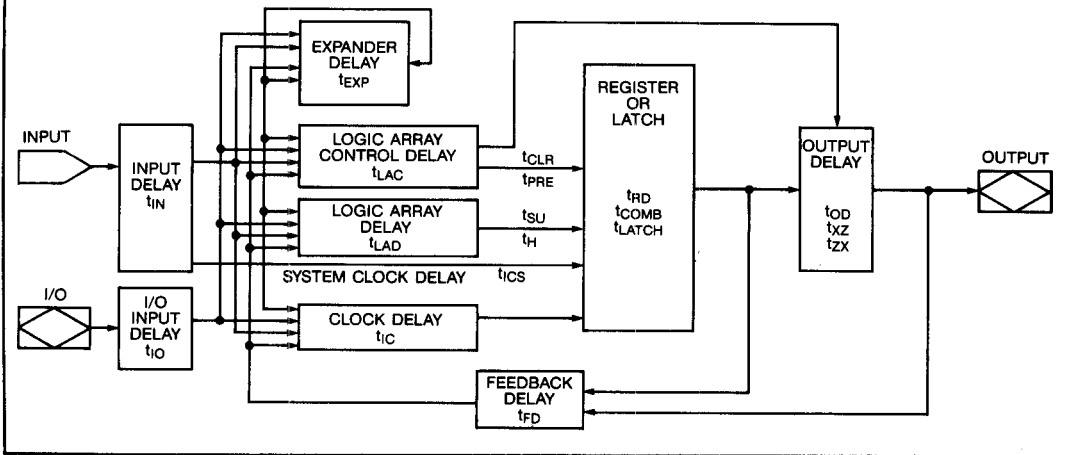 EXPANDER
DELAY
tEXP
INPUT
INPUT
DELAY
tIN
LOGIC ARRAY
CONTROL DELAY
tLAC
tCLR
tPRE
REGISTER
OR
LATCH
tRD
tCOMB
tLATCH
OUTPUT
DELAY
tOD
tXZ
tZX
OUTPUT
LOGIC ARRAY
DELAY
tLAD
tSU
tH
SYSTEM CLOCK DELAY
tICS
I/O
I/O
INPUT
DELAY
tIO
CLOCK DELAY
tIC
FEEDBACK
DELAY
tFD